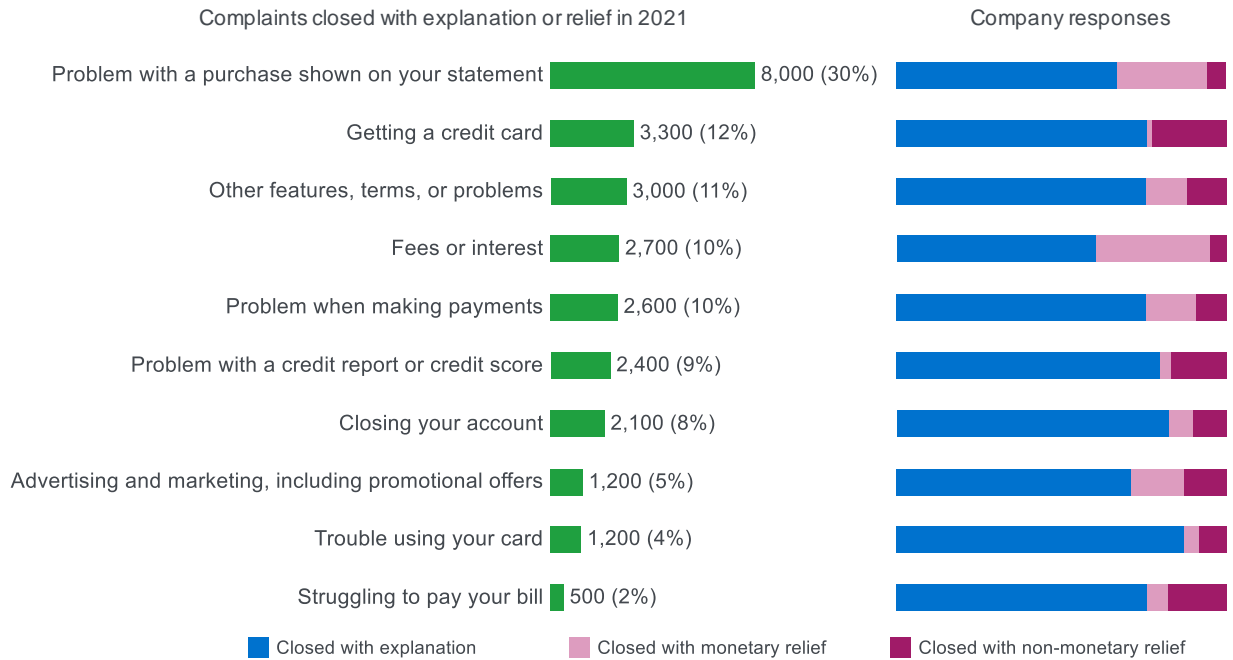 Complaints closed with explanation or relief in 2021
Company responses
Problem with a purchase shown on your statement 8,000 (30%)
Getting a credit card 3,300 (12%)
Other features, terms, or problems 3,000 (11%)
Fees or interest 2,700 (10%)
Problem when making payments 2,600 (10%)
Problem with a credit report or credit score 2,400 (9%)
Closing your account 2,100 (8%)
Advertising and marketing, including promotional offers 1,200 (5%)
Trouble using your card 1,200 (4%)
Struggling to pay your bill 500 (2%)
Closed with explanation Closed with monetary relief Closed with non-monetary relief